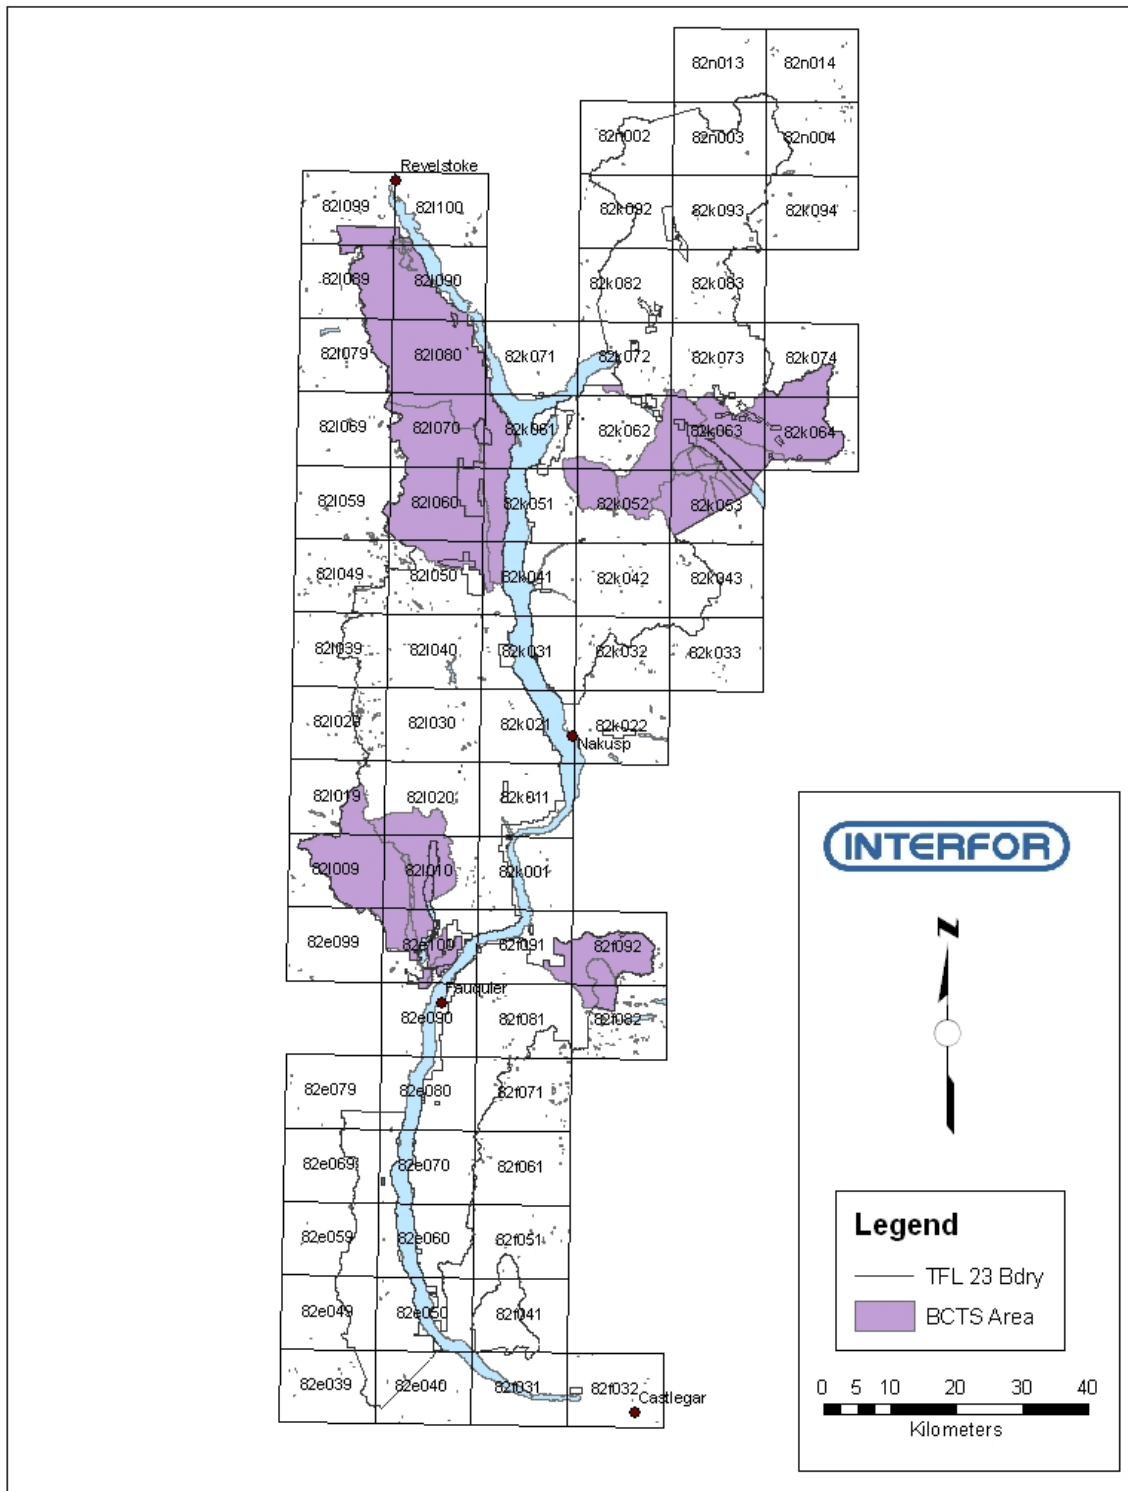 82n013 82n014
82n002 82n003 82n004
Revelstoke
82l099 82l100 82k092 82k093 82k094
82l089 82l090 82k082 82k083
82l079 82l080 82k071 82k072 82k073 82k074
82l069 82l070 82k061 82k062 82k063 82k064
82l059 82l060 82k051 82k052 82k053
82l049 82l050 82k041 82k042 82k043
82l039 82l040 82k031 82k032 82k033
82l029 82l030 82k021 82k022
Nakusp
82l019 82l020 82k011
82l009 82l010 82k001
82e099 82e100 82f091 82f092
Fauquier
82e090 82f081 82f082
82e079 82e080 82f071
82e069 82e070 82f061
82e059 82e060 82f051
82e049 82e050 82f041
82e039 82e040 82f031 82f032
Castlegar
INTERFOR
N
Legend
TFL 23 Bdry
BCTS Area
0 5 10 20 30 40
Kilometers